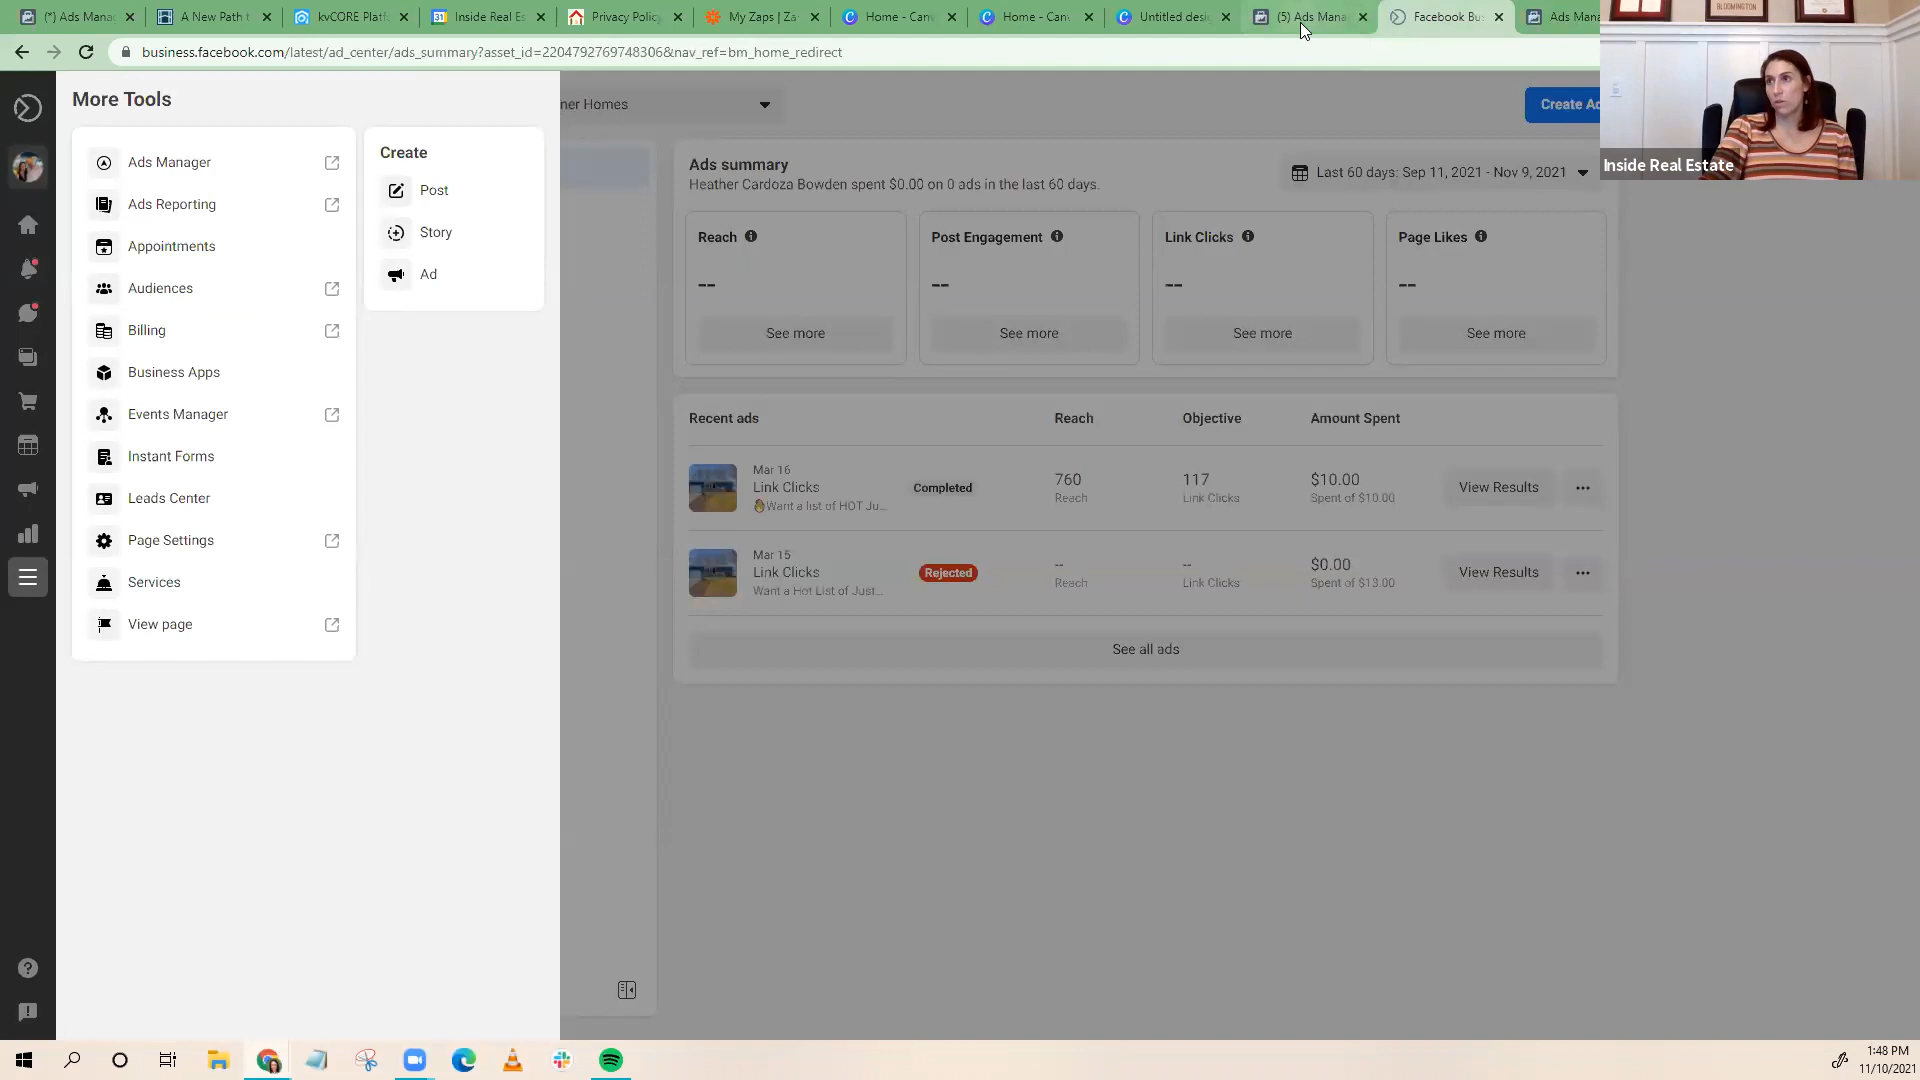 (*) Ads Mana
A New Path t
kvCORE Platf
Inside Real Es
Privacy Policy
My Zaps | Za
Home - Canv
Home - Canv
Untitled desi
(5) Ads Mana
Facebook Bus
Ads Mana
business.facebook.com/latest/ad_center/ads_summary?asset_id=2204792769748306&nav_ref=bm_home_redirect
BLOOMINGTON
Inside Real Estate
More Tools
Ads Manager
Ads Reporting
Appointments
Audiences
Billing
Business Apps
Events Manager
Instant Forms
Leads Center
Page Settings
Services
View page
Create
Post
Story
Ad
ner Homes
Create Ad
Ads summary
Heather Cardoza Bowden spent $0.00 on 0 ads in the last 60 days.
Last 60 days: Sep 11, 2021 - Nov 9, 2021
Reach
Post Engagement
Link Clicks
Page Likes
--
--
--
--
See more
See more
See more
See more
Recent ads
Reach
Objective
Amount Spent
Mar 16
Link Clicks
Want a list of HOT Ju...
Completed
760
Reach
117
Link Clicks
$10.00
Spent of $10.00
View Results
Mar 15
Link Clicks
Want a Hot List of Just...
Rejected
--
Reach
--
Link Clicks
$0.00
Spent of $13.00
View Results
See all ads
1:48 PM
11/10/2021